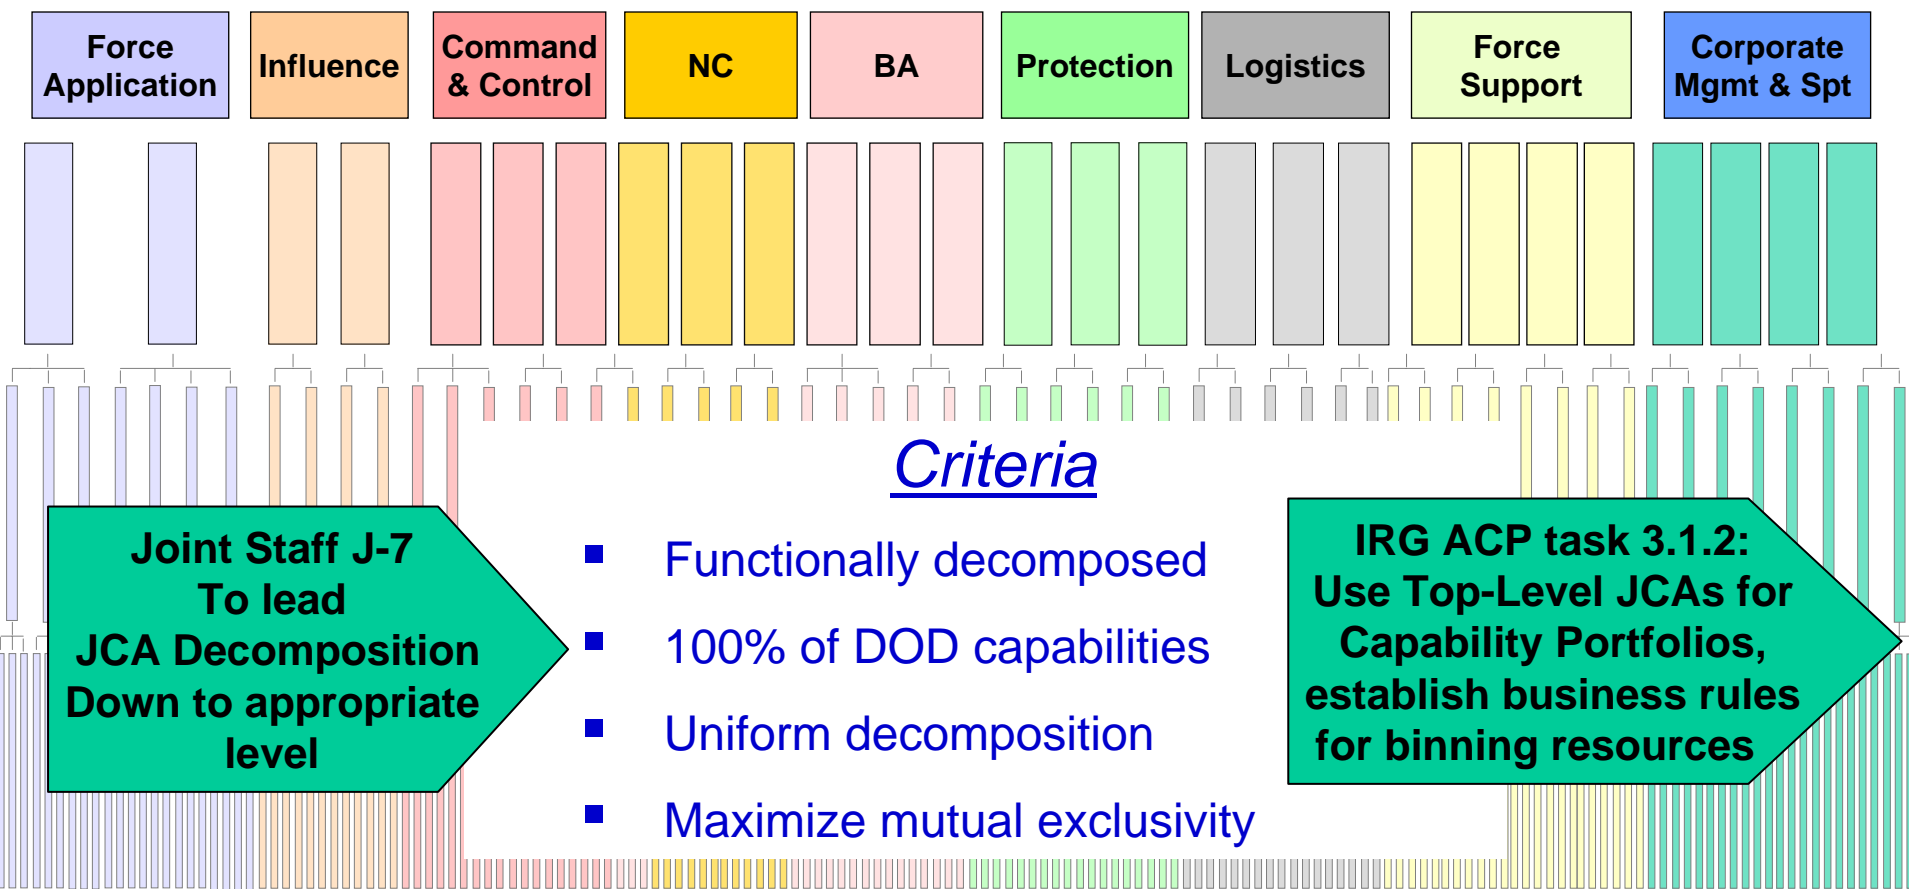 Force
Application
Influence
Command
& Control
NC
BA
Protection
Logistics
Force
Support
Corporate
Mgmt & Spt
Criteria
Joint Staff J-7
To lead
JCA Decomposition
Down to appropriate
level
▪ Functionally decomposed
▪ 100% of DOD capabilities
▪ Uniform decomposition
▪ Maximize mutual exclusivity
IRG ACP task 3.1.2:
Use Top-Level JCAs for
Capability Portfolios,
establish business rules
for binning resources